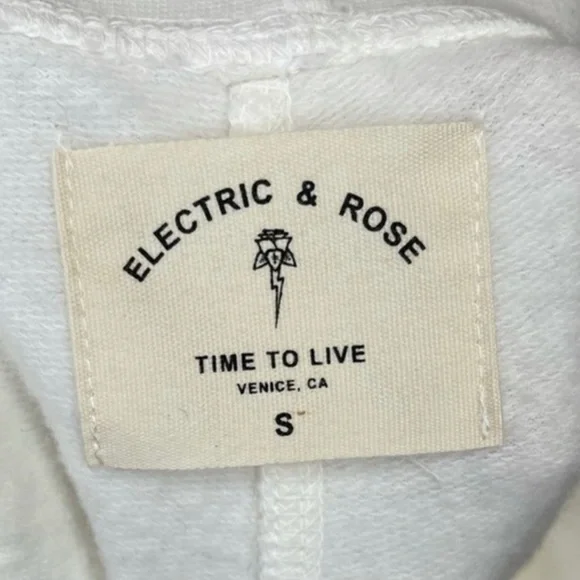 ELECTRIC & ROSE
TIME TO LIVE
VENICE, CA
S